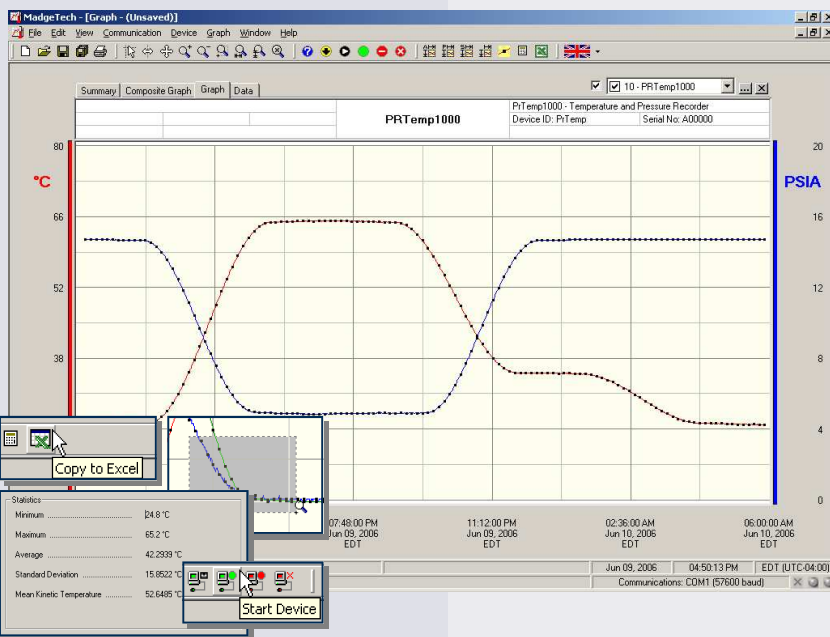 MadgeTech - [Graph - (Unsaved)]
File Edit View Communication Device Graph Window Help
Summary Composite Graph Graph Data
10 - PRTemp1000
PRTemp1000
PrTemp1000 - Temperature and Pressure Recorder
Device ID: PrTemp Serial No: A00000
°C
80
66
52
38
PSIA
20
16
12
8
4
0
07:48:00 PM
Jun 09, 2006
EDT
11:12:00 PM
Jun 09, 2006
EDT
02:36:00 AM
Jun 10, 2006
EDT
06:00:00 AM
Jun 10, 2006
EDT
Copy to Excel
Statistics
Minimum 24.8 °C
Maximum 65.2 °C
Average 42.2939 °C
Standard Deviation 15.8522 °C
Mean Kinetic Temperature 52.6485 °C
Start Device
Jun 09, 2006 04:50:13 PM EDT (UTC-04:00)
Communications: COM1 (57600 baud)